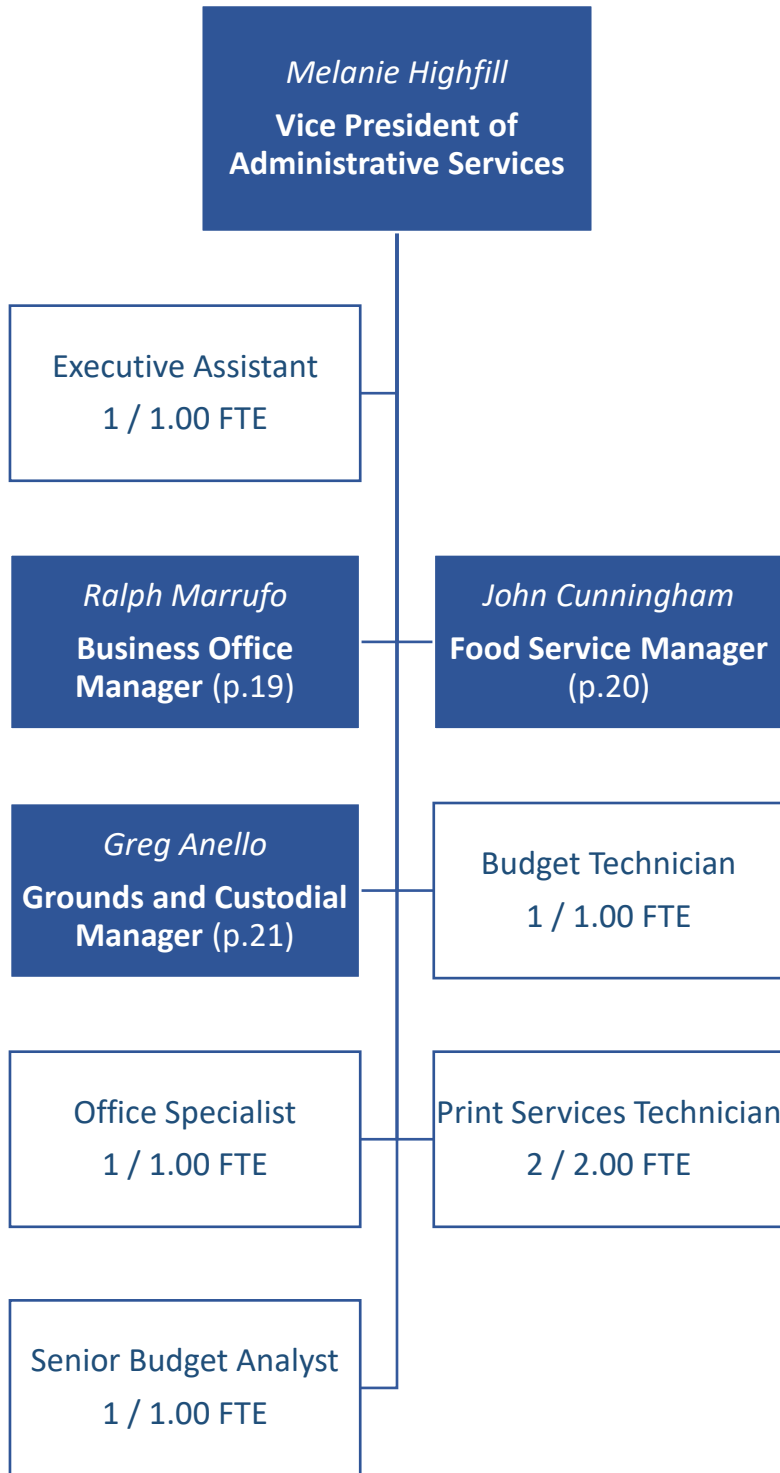 Melanie Highfill
Vice President of
Administrative Services
Executive Assistant
1 / 1.00 FTE
Ralph Marrufo
Business Office
Manager (p.19)
John Cunningham
Food Service Manager
(p.20)
Greg Anello
Grounds and Custodial
Manager (p.21)
Budget Technician
1 / 1.00 FTE
Office Specialist
1 / 1.00 FTE
Print Services Technician
2 / 2.00 FTE
Senior Budget Analyst
1 / 1.00 FTE